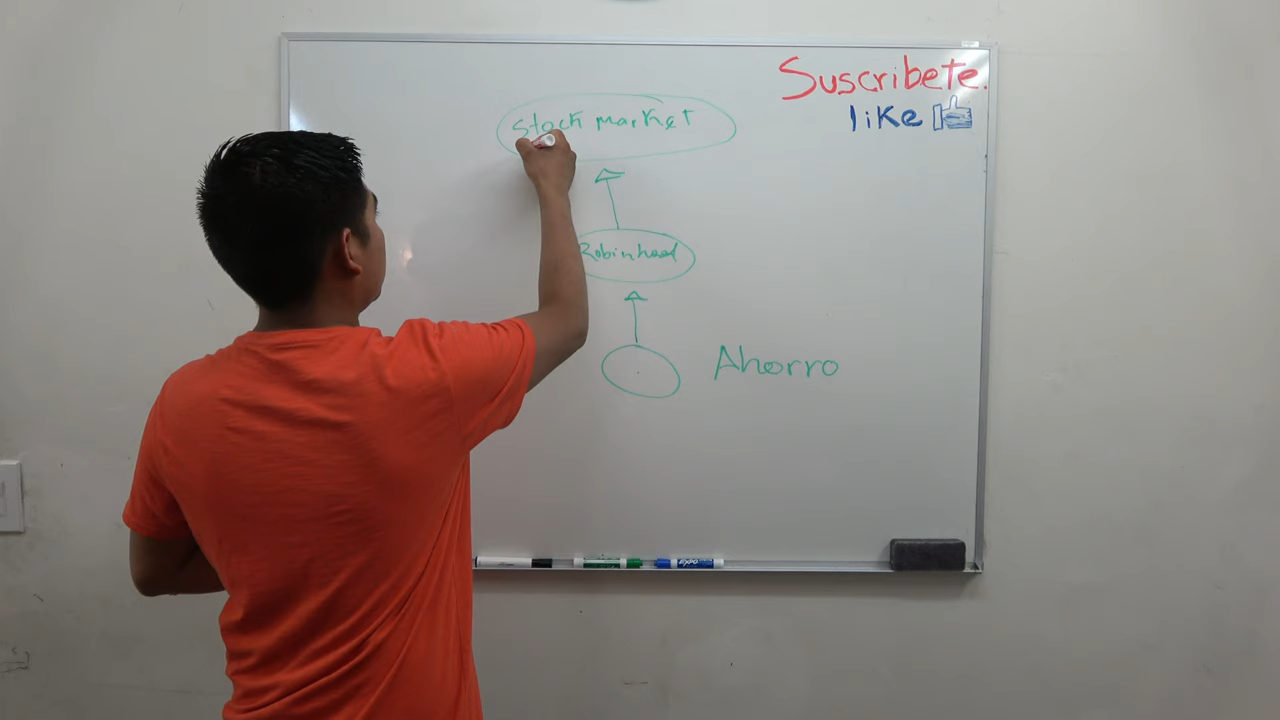 Suscribete.
like
Stock market
Robinhood
Ahorro
EXPO